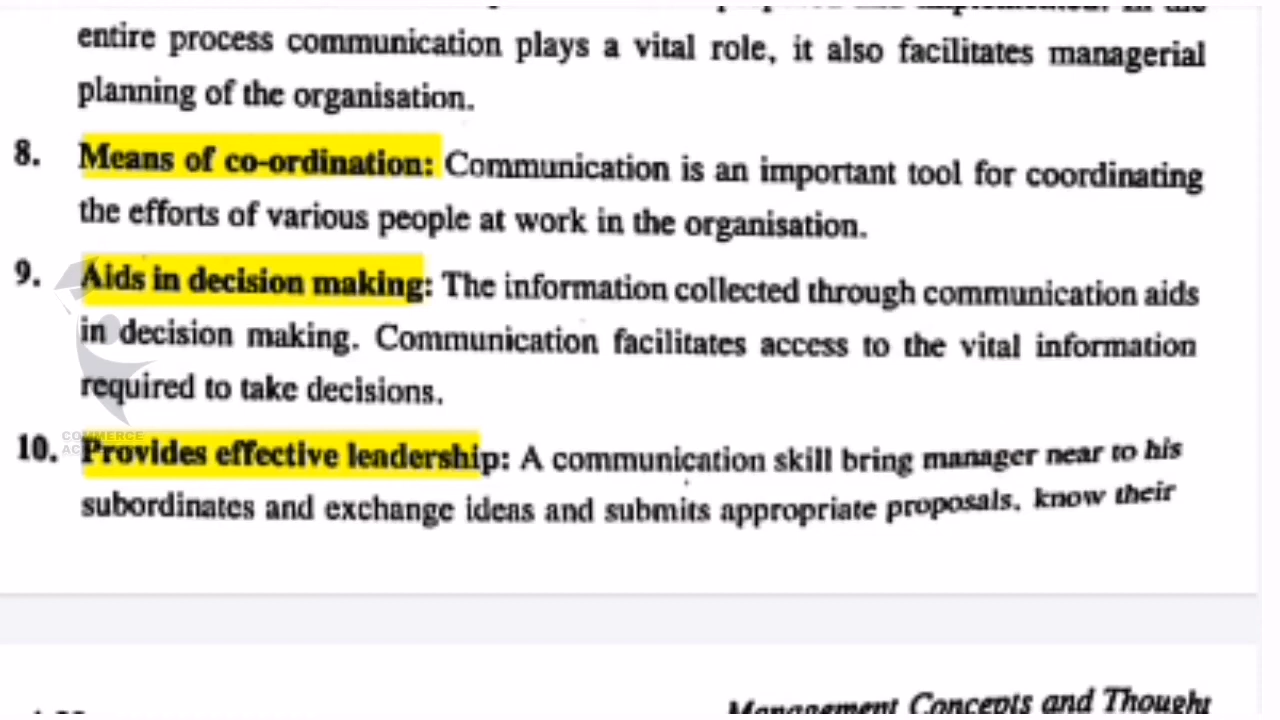 entire process communication plays a vital role, it also facilitates managerial
planning of the organisation.
8. Means of co-ordination: Communication is an important tool for coordinating
the efforts of various people at work in the organisation.
9. Aids in decision making: The information collected through communication aids
in decision making. Communication facilitates access to the vital information
required to take decisions.
COMMERCE
10. Provides effective leadership: A communication skill bring manager near to his
subordinates and exchange ideas and submits appropriate proposals, know their
Management Concepts and Thought